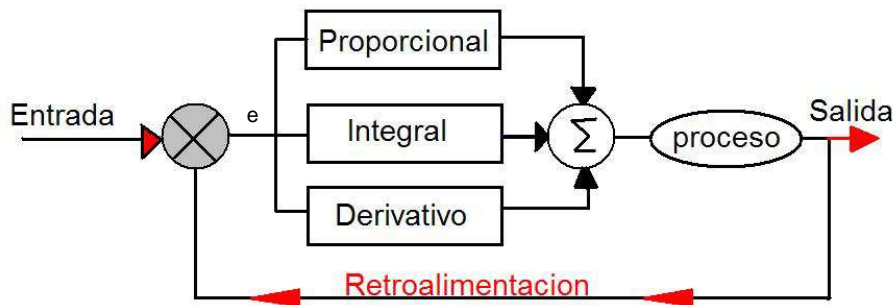 Proporcional
Entrada
e
Integral
Σ
proceso
Salida
Derivativo
Retroalimentacion